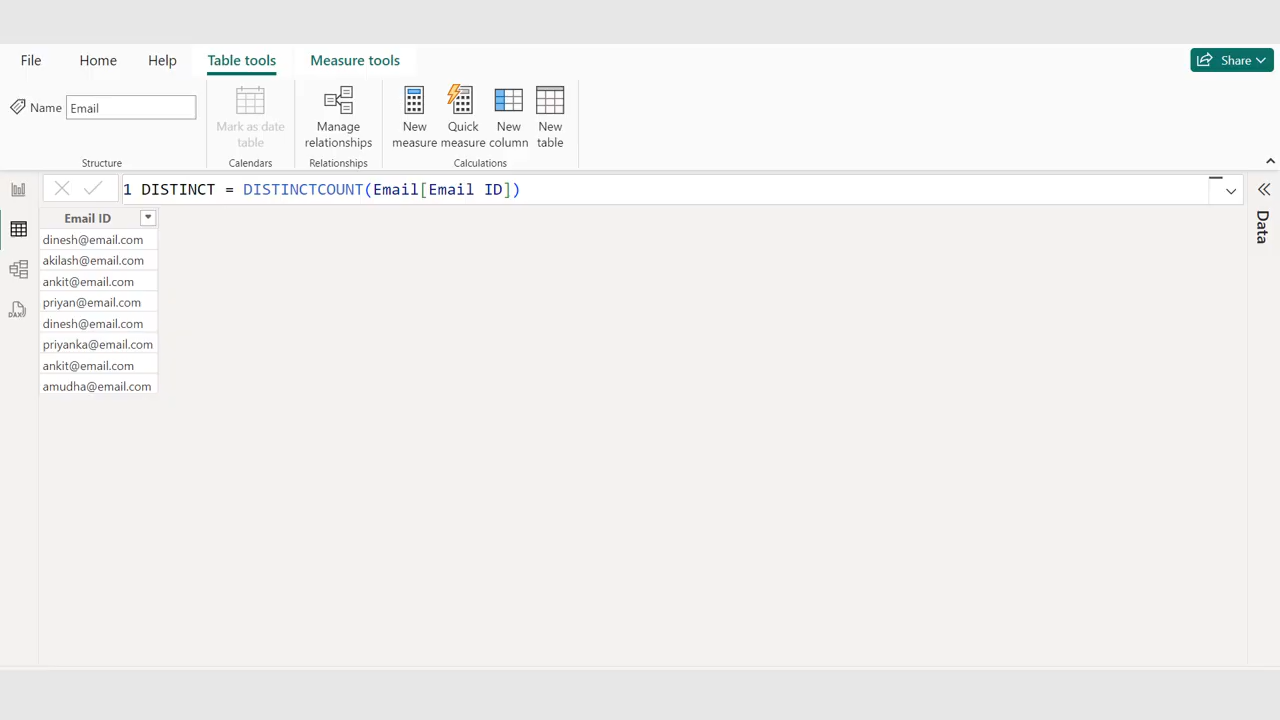 File Home Help Table tools Measure tools Share
Name Email
Mark as date table
Manage relationships
New measure
Quick measure
New column
New table
Structure Calendars Relationships Calculations
1 DISTINCT = DISTINCTCOUNT(Email[Email ID])
Data
Email ID
dinesh@email.com
akilash@email.com
ankit@email.com
priyan@email.com
dinesh@email.com
priyanka@email.com
ankit@email.com
amudha@email.com
DAX